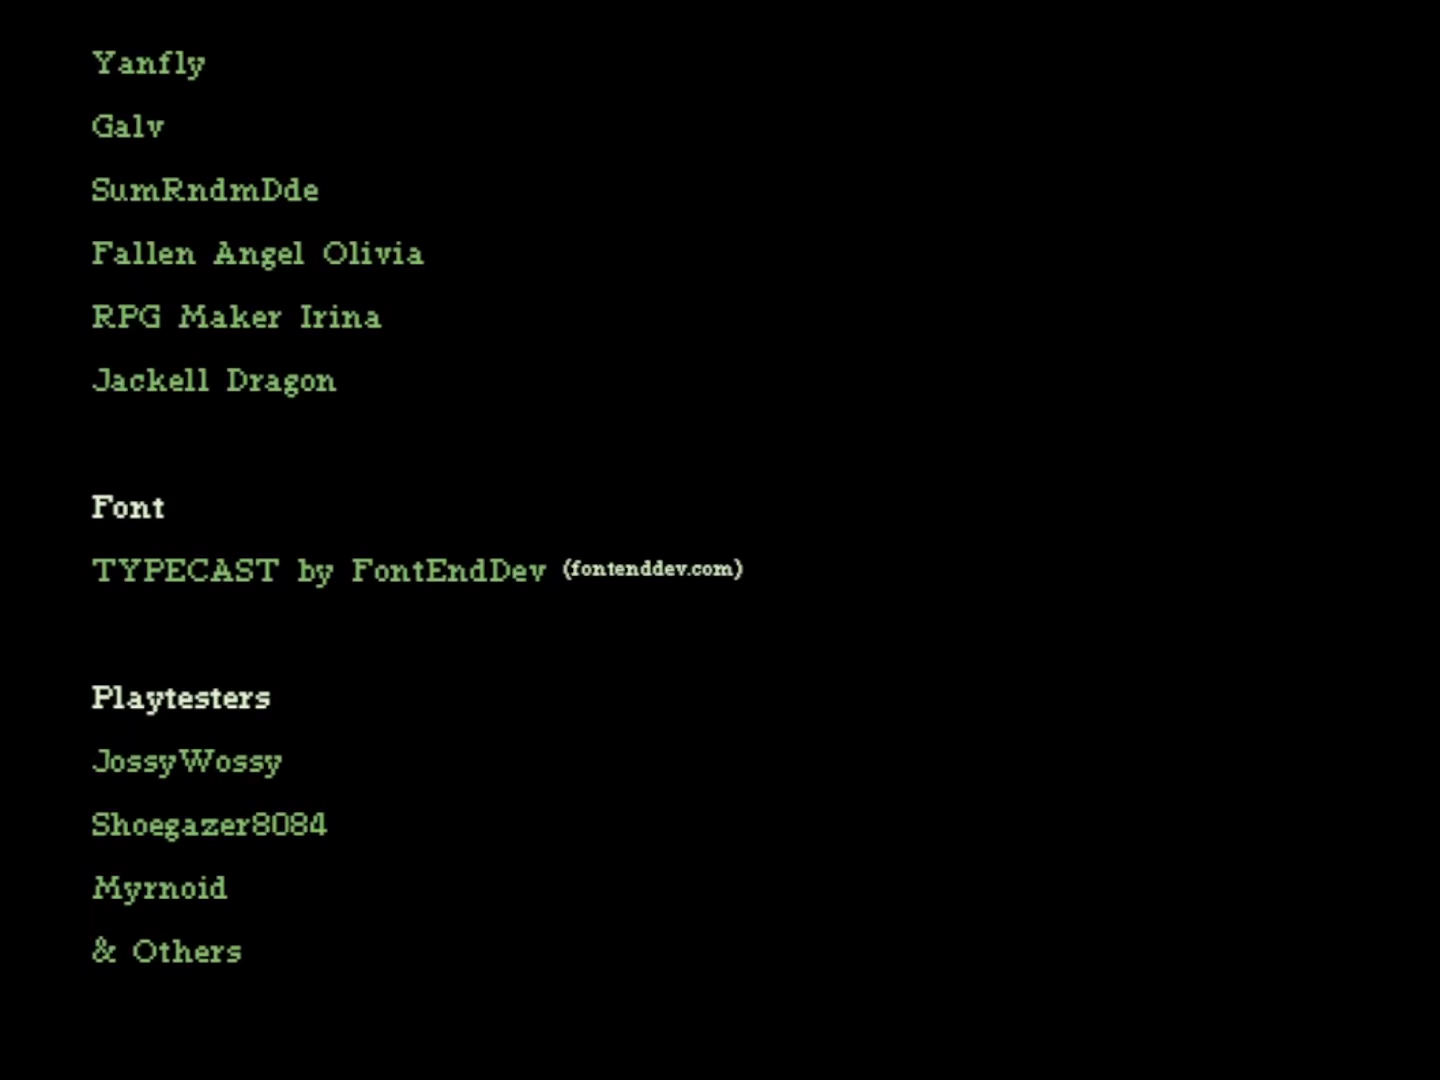 Yanfly
Galv
SumRndmDde
Fallen Angel Olivia
RPG Maker Irina
Jackell Dragon
Font
TYPECAST by FontEndDev (fontenddev.com)
Playtesters
JossyWossy
Shoegazer8084
Myrnoid
& Others